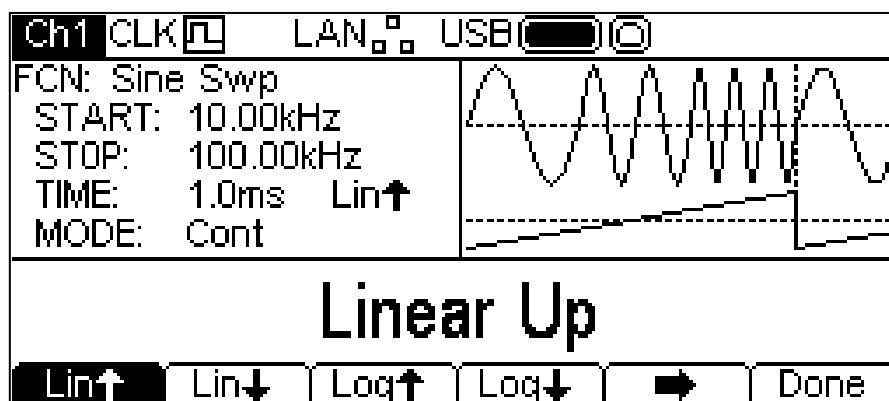 Ch1 CLK LAN USB
FCN: Sine Swp
START: 10.00kHz
STOP: 100.00kHz
TIME: 1.0ms Lin↑
MODE: Cont
Linear Up
Lin↑ Lin↓ Log↑ Log↓ ➡ Done